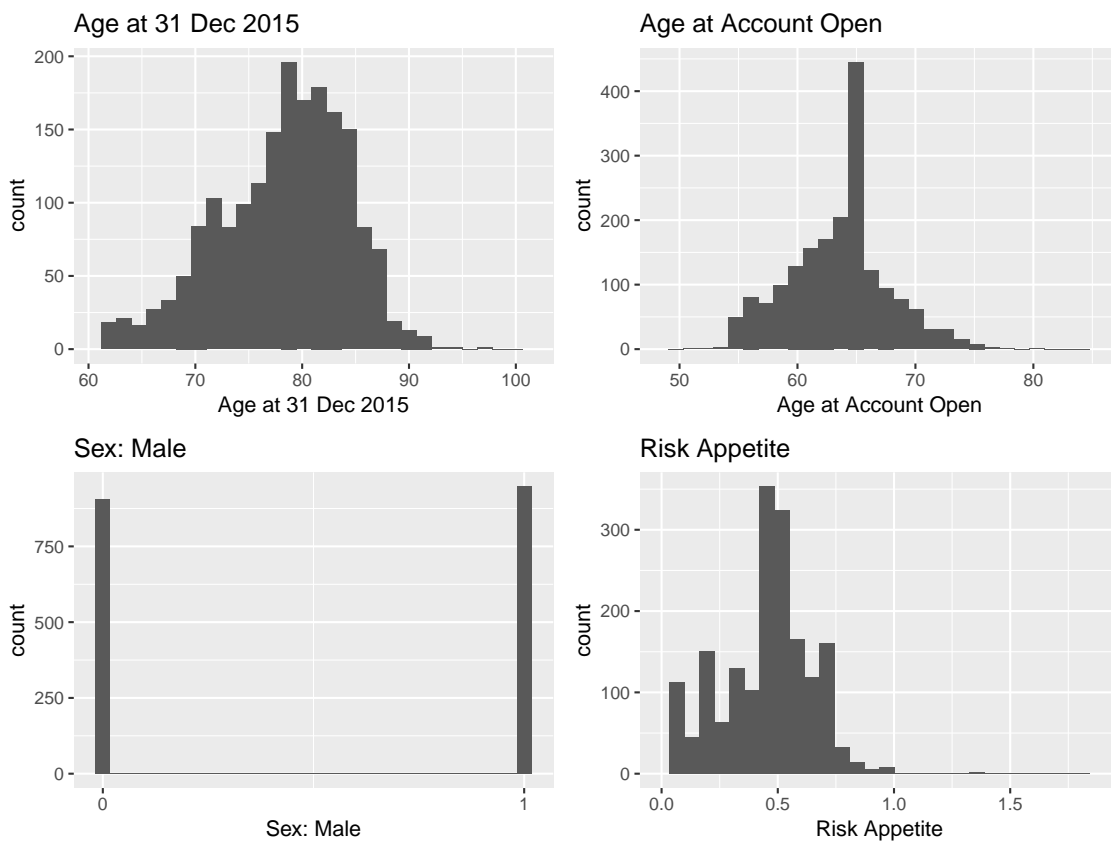 Age at 31 Dec 2015
200
150
100
50
0
count
60 70 80 90 100
Age at 31 Dec 2015
Age at Account Open
400
300
200
100
0
count
50 60 70 80
Age at Account Open
Sex: Male
750
500
250
0
count
0 1
Sex: Male
Risk Appetite
300
200
100
0
count
0.0 0.5 1.0 1.5
Risk Appetite